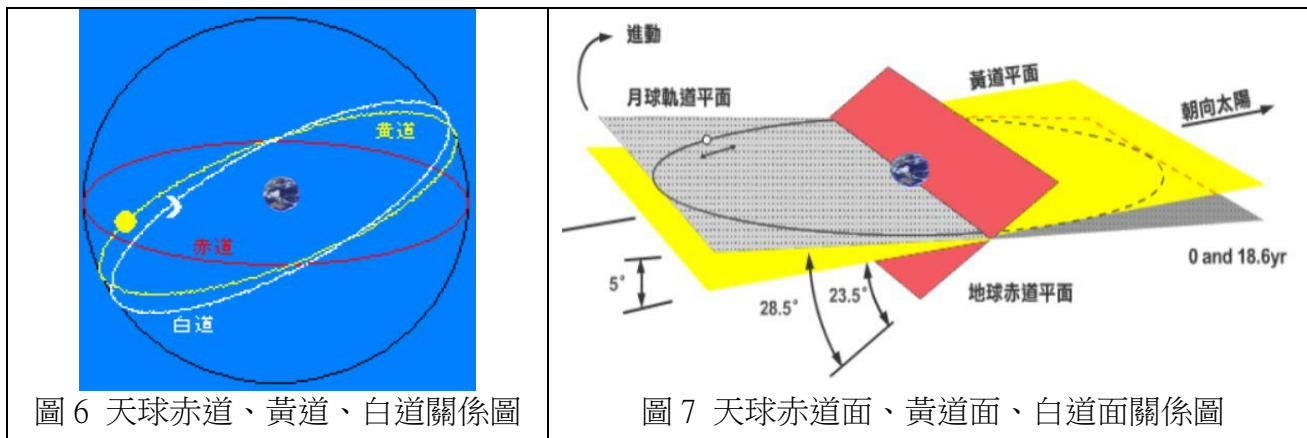 黃道
赤道
白道
圖 6 天球赤道、黃道、白道關係圖
進動
月球軌道平面
黃道平面
朝向太陽
0 and 18.6yr
5°
28.5°
23.5°
地球赤道平面
圖 7 天球赤道面、黃道面、白道面關係圖